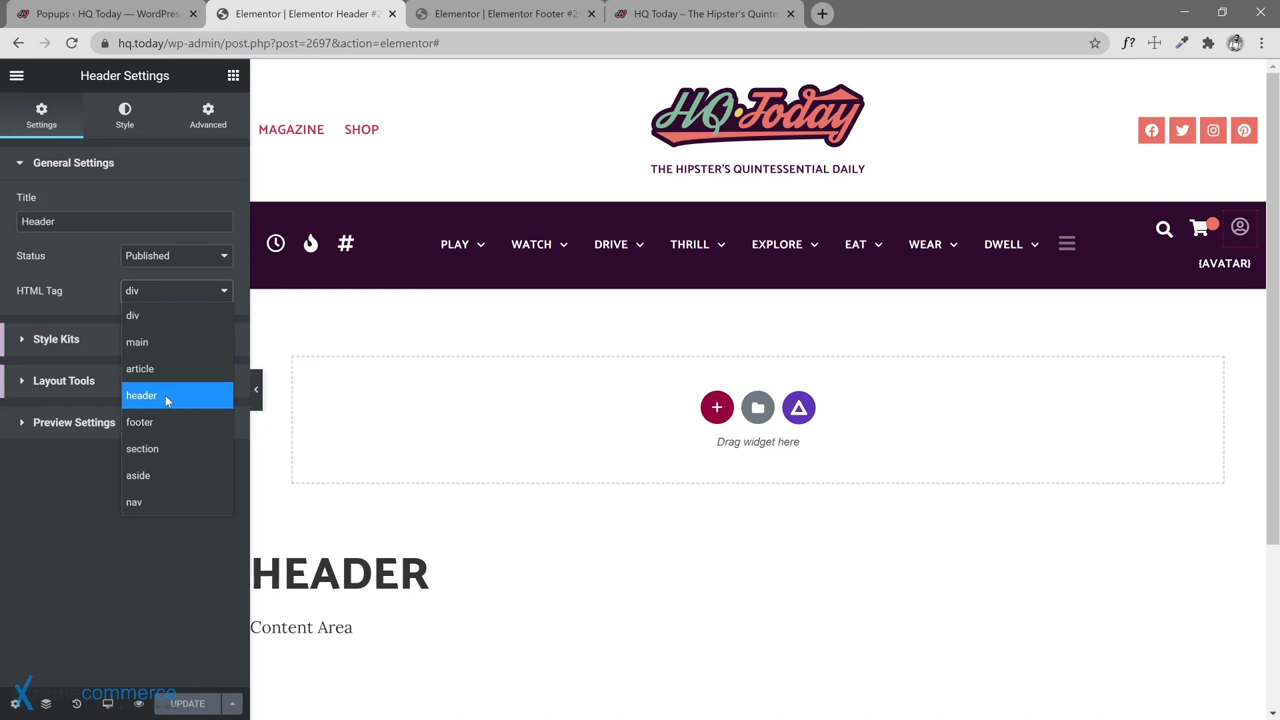 Popups ‹ HQ Today — WordPres
Elementor | Elementor Header #2
Elementor | Elementor Footer #2
HQ Today – The Hipster's Quinte
hq.today/wp-admin/post.php?post=2697&action=elementor#
f?
Header Settings
Settings
Style
Advanced
General Settings
Title
Header
Status
Published
HTML Tag
div
div
main
article
header
footer
section
aside
nav
Style Kits
Layout Tools
Preview Settings
UPDATE
commerce
MAGAZINE
SHOP
HQ·Today
THE HIPSTER'S QUINTESSENTIAL DAILY
PLAY
WATCH
DRIVE
THRILL
EXPLORE
EAT
WEAR
DWELL
{AVATAR}
Drag widget here
HEADER
Content Area